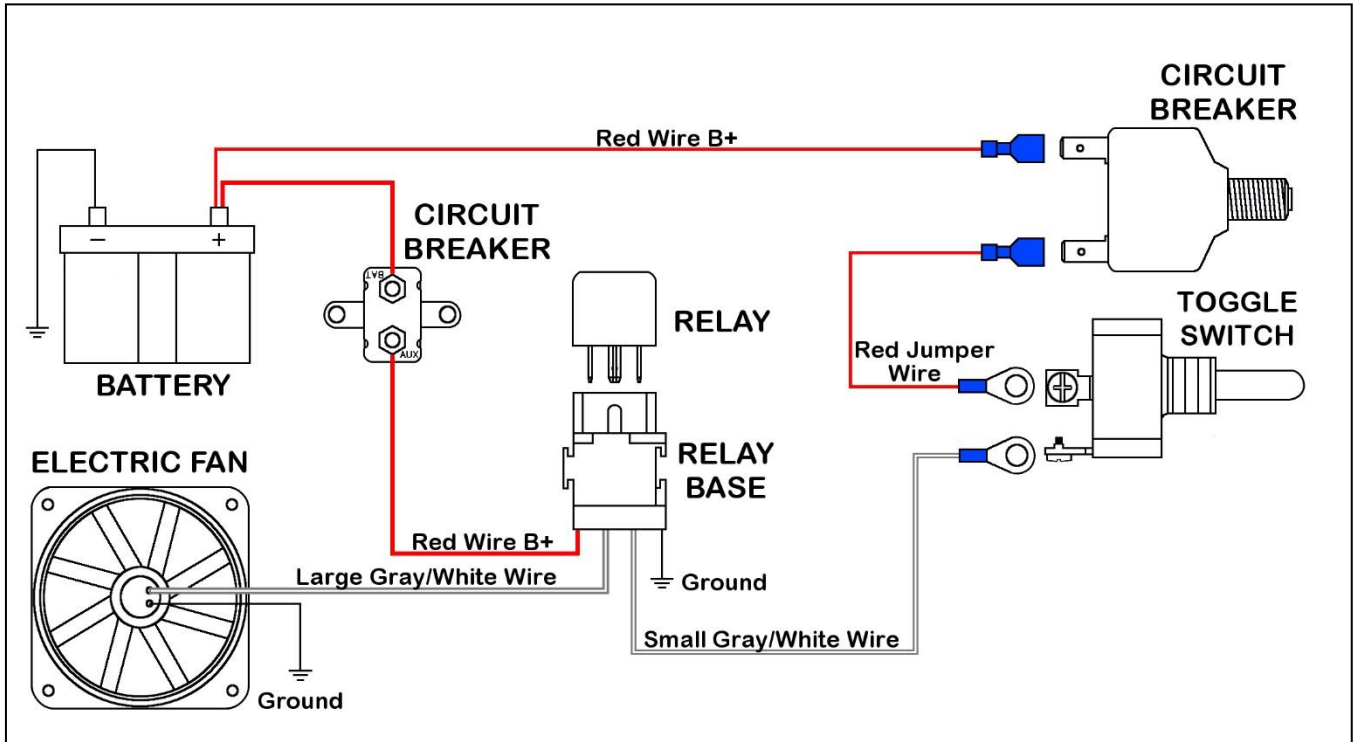 CIRCUIT
BREAKER
Red Wire B+
CIRCUIT
BREAKER
BAT
AUX
−
+
BATTERY
RELAY
TOGGLE
SWITCH
Red Jumper
Wire
ELECTRIC FAN
RELAY
BASE
Red Wire B+
Large Gray/White Wire
Ground
Small Gray/White Wire
Ground